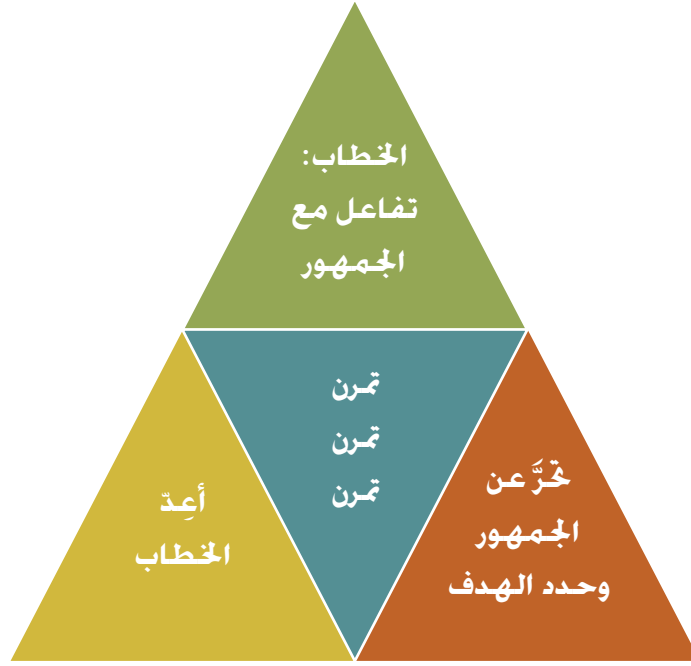 الخطاب:
تفاعل مع
الجمهور
تمرن
تمرن
تمرن
تحرَّ عن
الجمهور
وحدد الهدف
أعِدّ
الخطاب